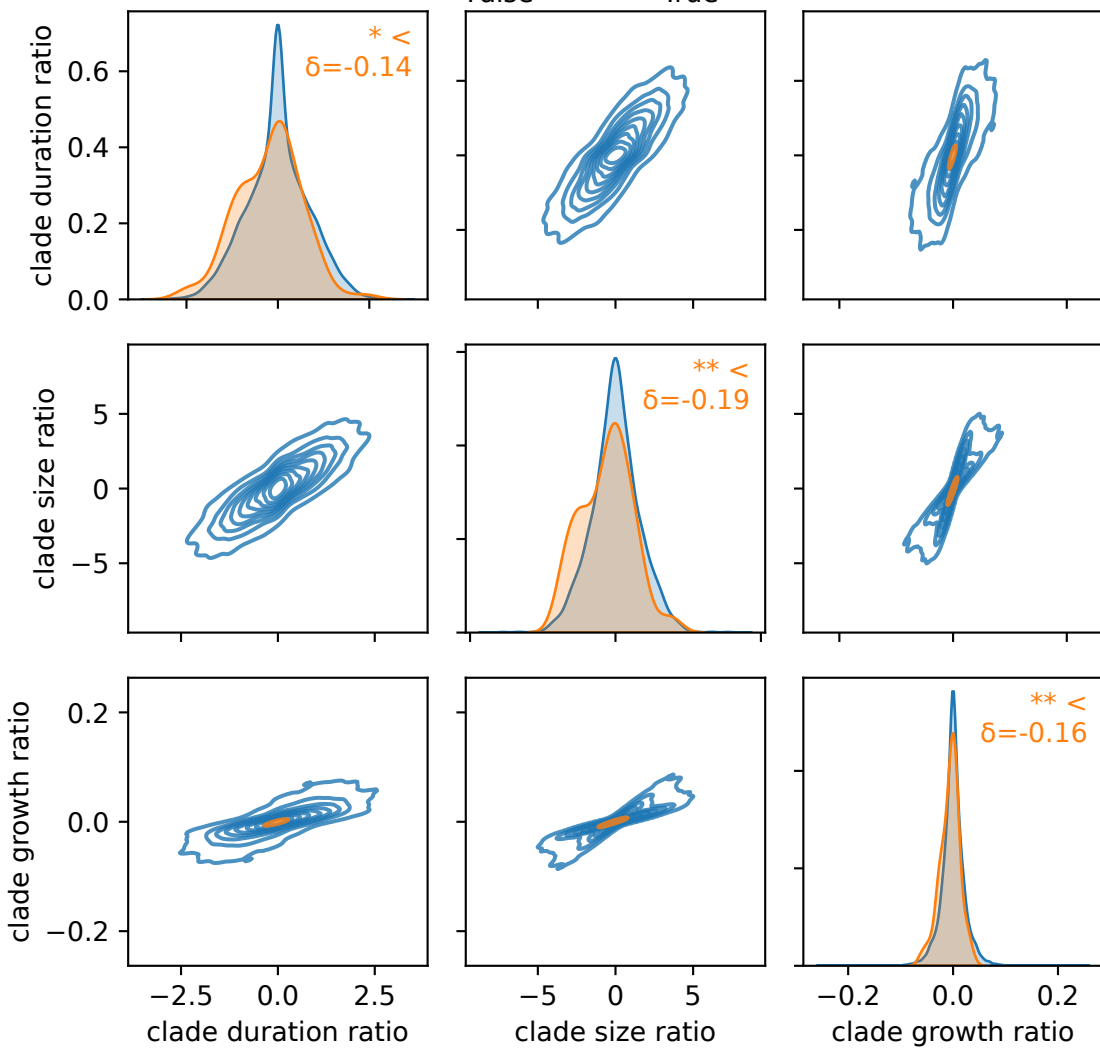 True
clade duration ratio
0.6
0.4
0.2
0.0
* <
δ=-0.14
clade size ratio
5
0
−5
** <
δ=-0.19
clade growth ratio
0.2
0.0
−0.2
** <
δ=-0.16
−2.5 0.0 2.5
−5 0 5
−0.2 0.0 0.2
clade duration ratio
clade size ratio
clade growth ratio